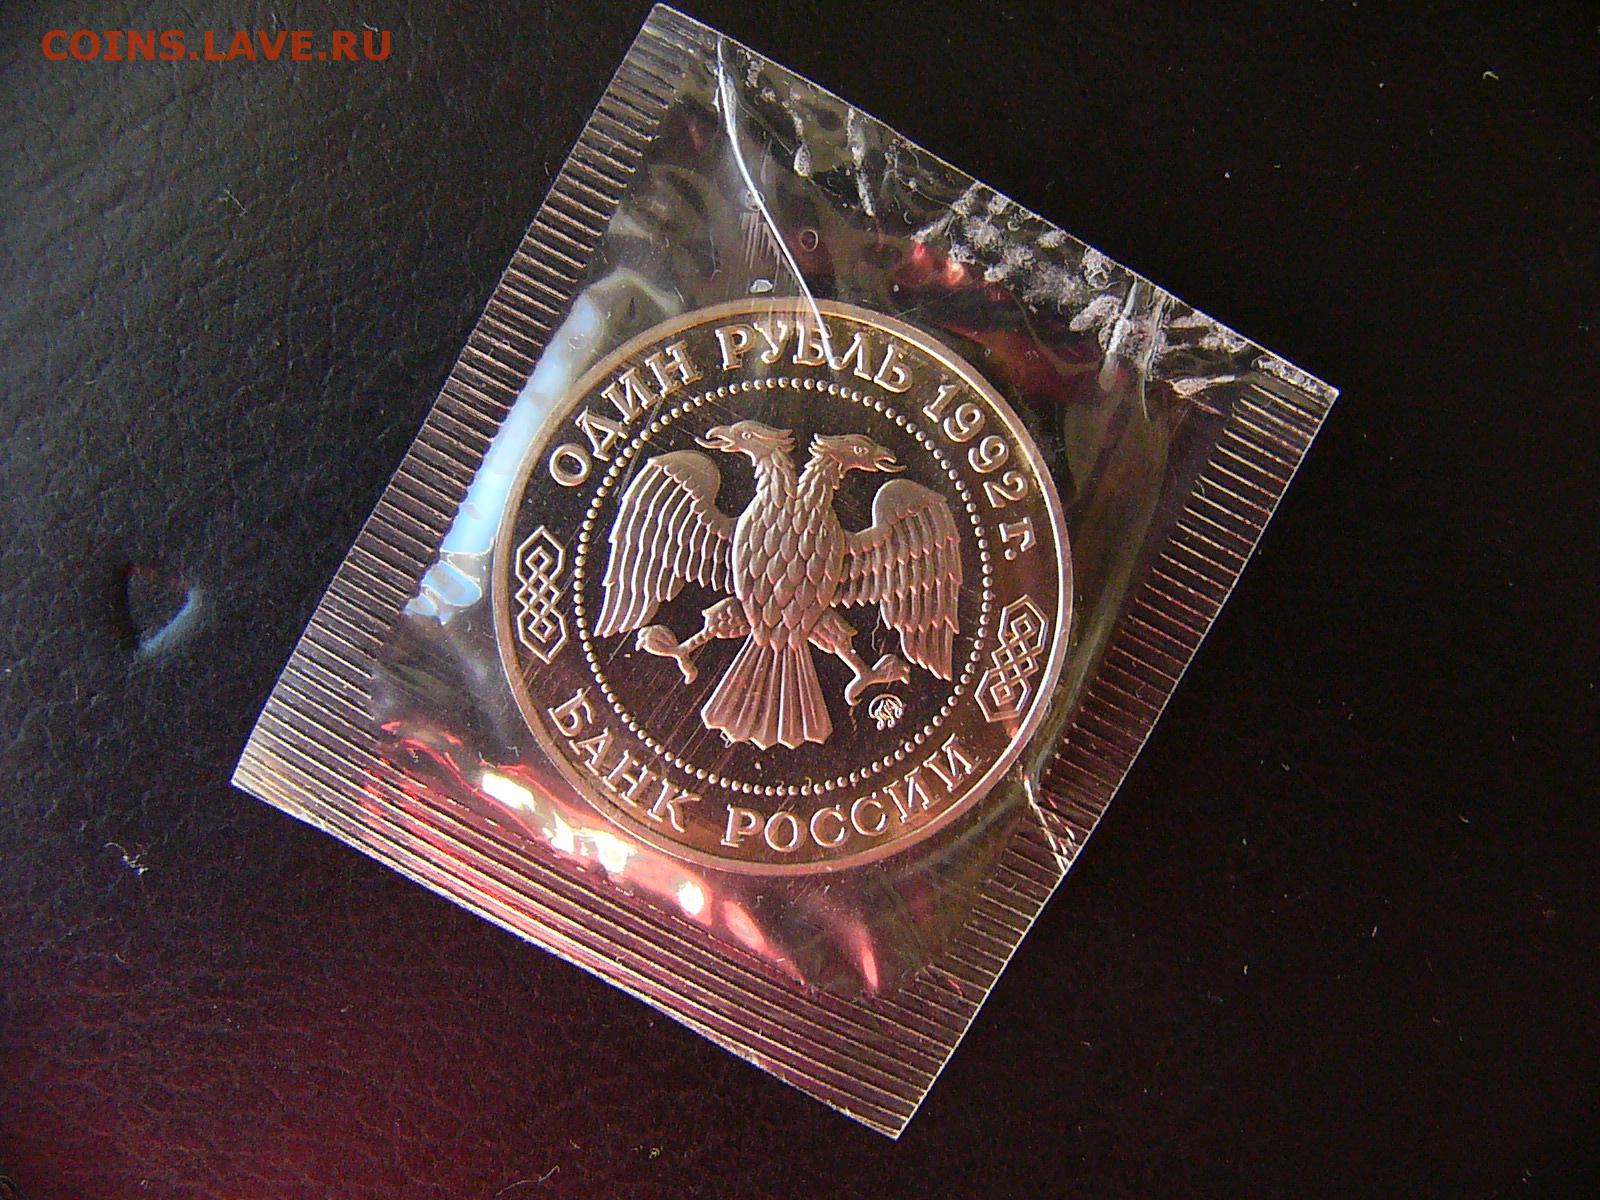 COINS.LAVE.RU
ОДИН РУБЛЬ 1992 г.
БАНК РОССИИ